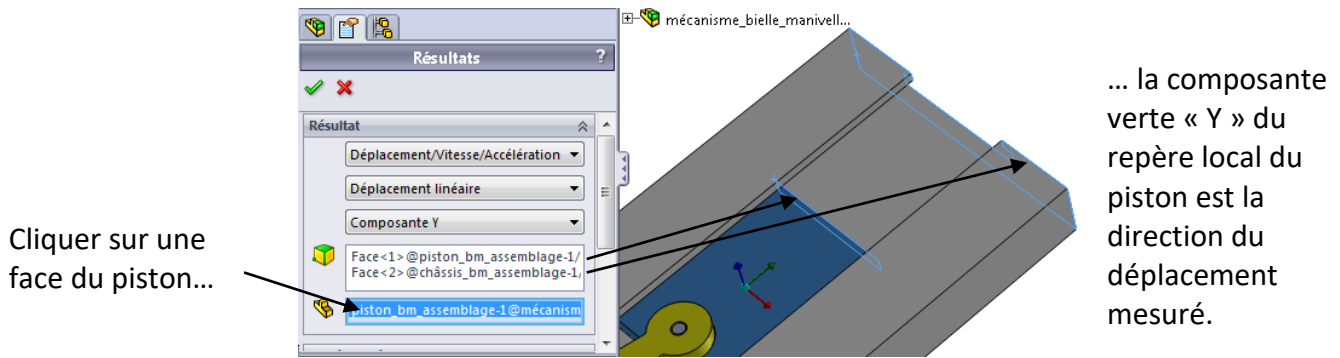 Cliquer sur une
face du piston…
Résultats
?
Résultat
Déplacement/Vitesse/Accélération
Déplacement linéaire
Composante Y
Face<1>@piston_bm_assemblage-1/
Face<2>@châssis_bm_assemblage-1/
piston_bm_assemblage-1@mécanism
mécanisme_bielle_manivell...
… la composante
verte « Y » du
repère local du
piston est la
direction du
déplacement
mesuré.